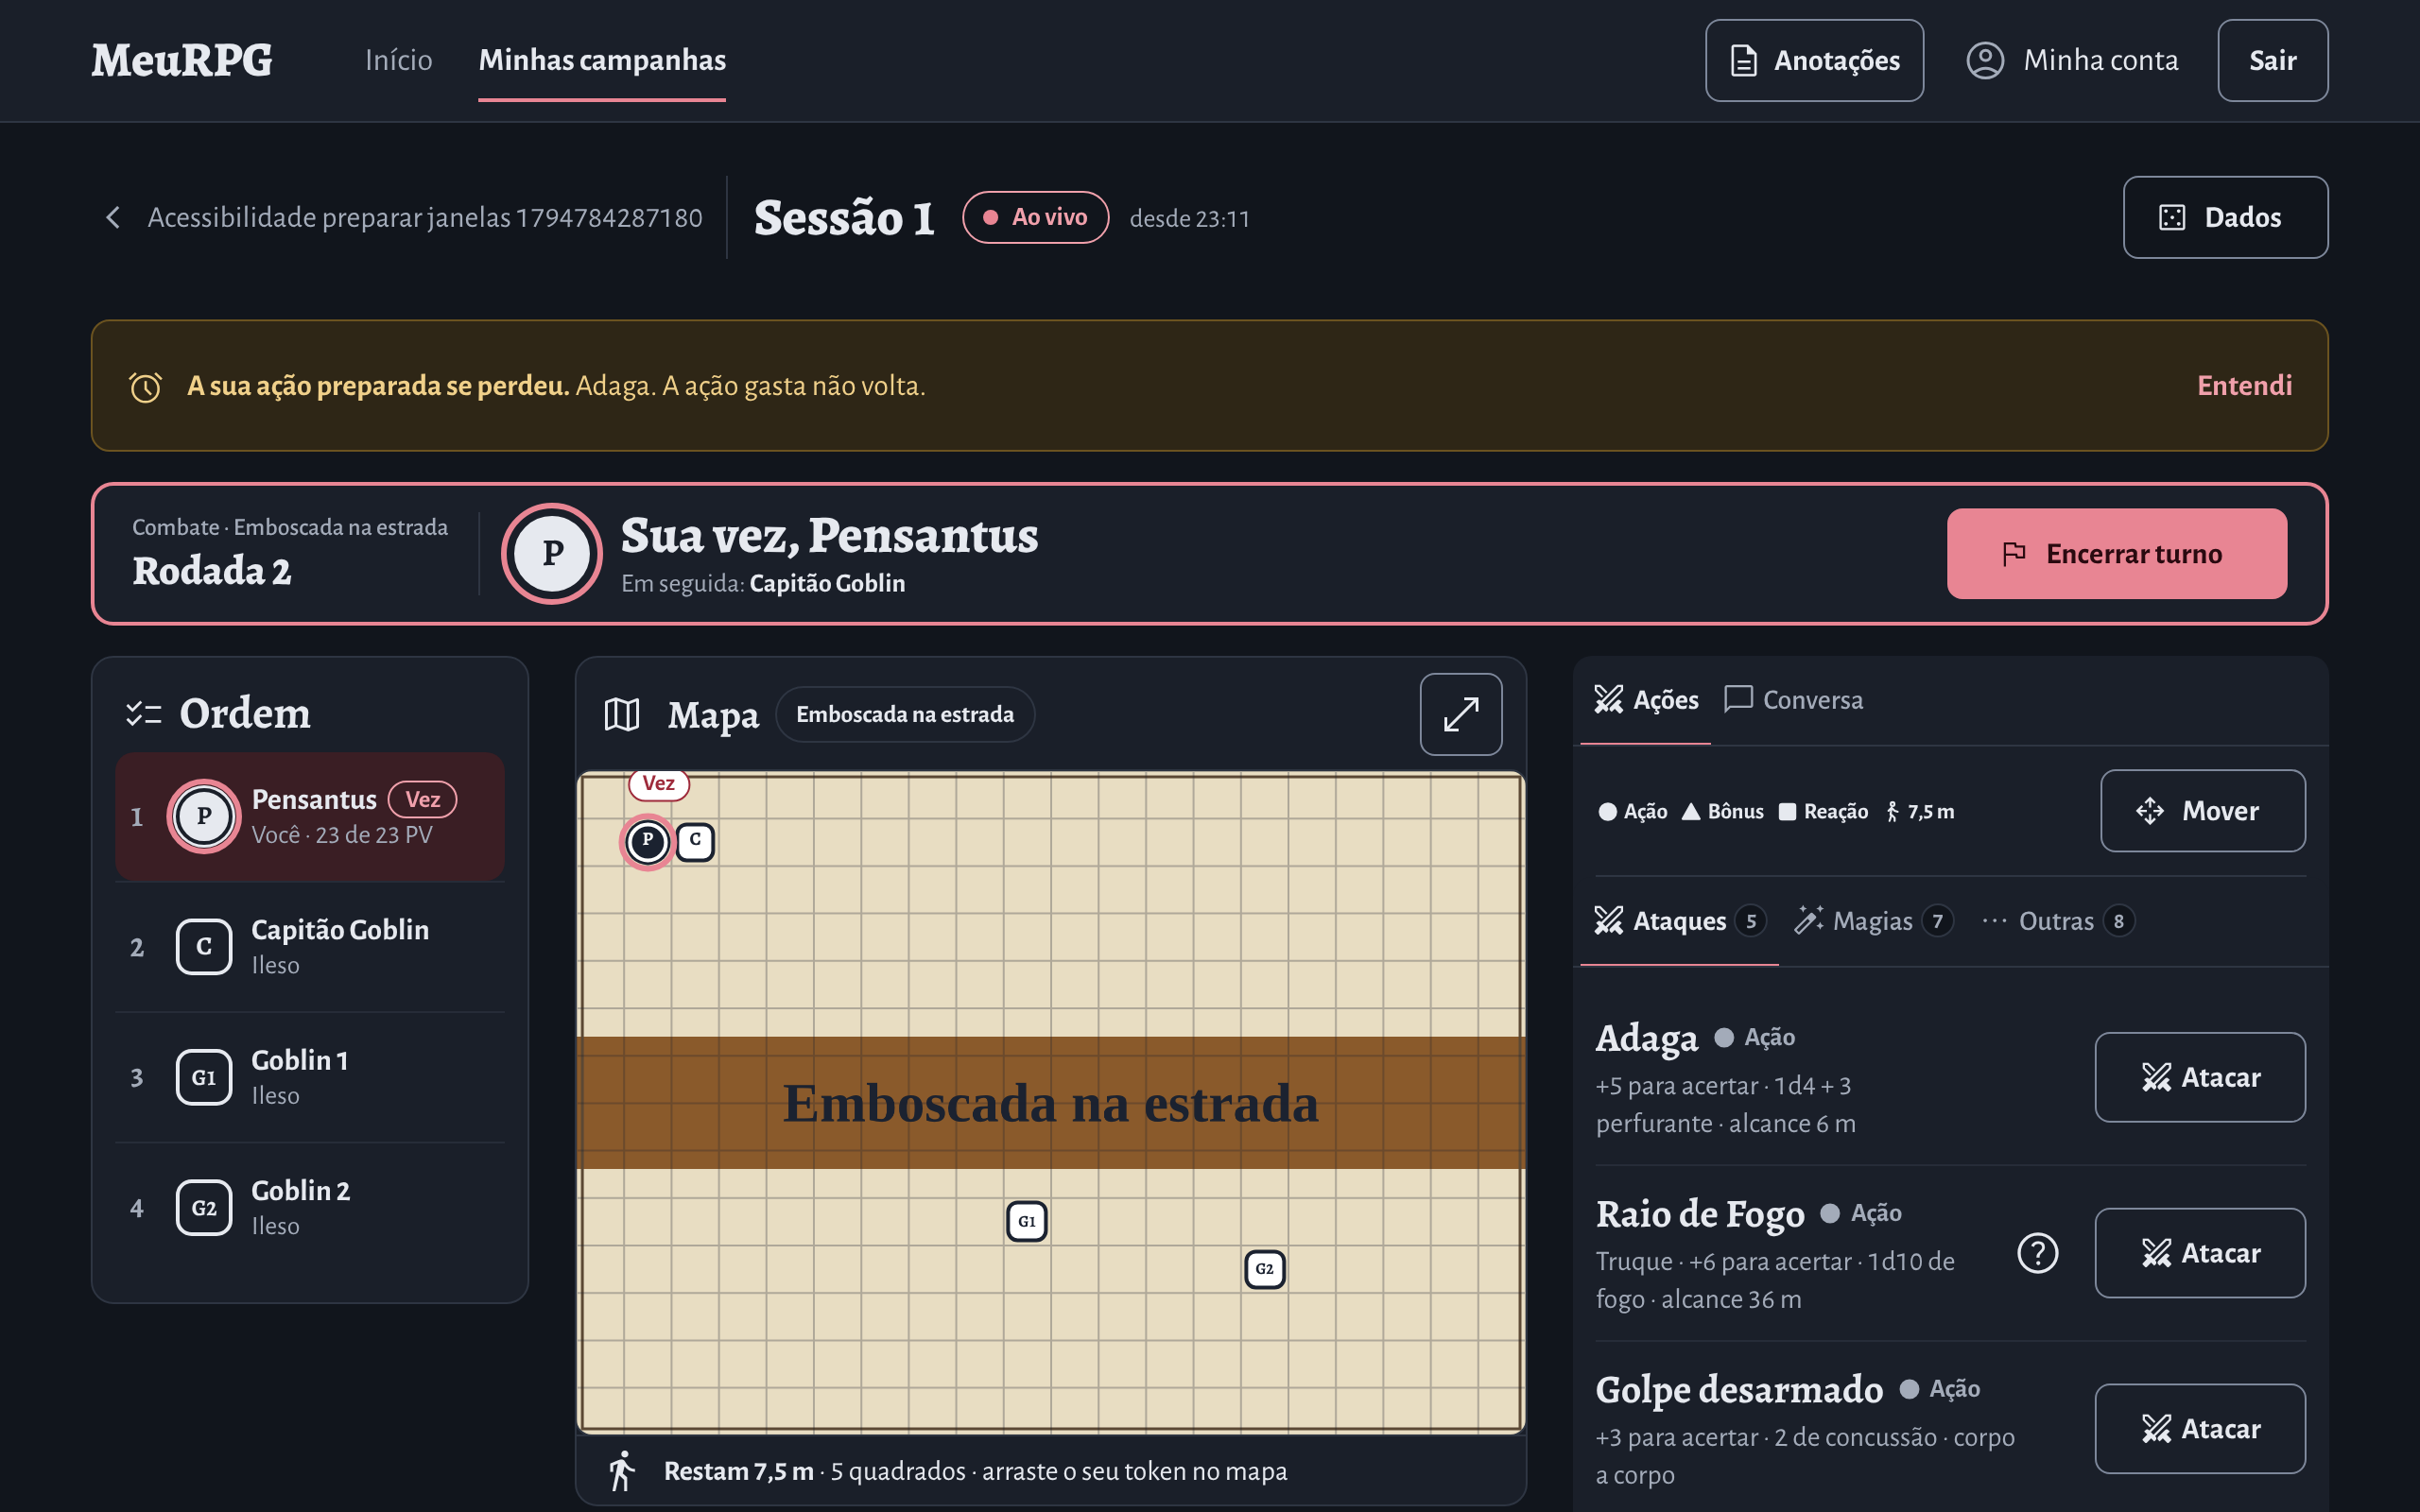 MeuRPG
Início
Minhas campanhas
Anotações
Minha conta
Sair
Acessibilidade preparar janelas 1794784287180
Sessão 1
Ao vivo
desde 23:11
Dados
A sua ação preparada se perdeu. Adaga. A ação gasta não volta.
Entendi
Combate · Emboscada na estrada
Rodada 2
P
Sua vez, Pensantus
Em seguida: Capitão Goblin
Encerrar turno
Ordem
1
P
Pensantus
Vez
Você · 23 de 23 PV
2
C
Capitão Goblin
Ileso
3
G1
Goblin 1
Ileso
4
G2
Goblin 2
Ileso
Mapa
Emboscada na estrada
Vez
P
C
Emboscada na estrada
G1
G2
Restam 7,5 m · 5 quadrados · arraste o seu token no mapa
Ações
Conversa
Ação
Bônus
Reação
7,5 m
Mover
Ataques 5
Magias 7
Outras 8
Adaga
Ação
+5 para acertar · 1d4 + 3
perfurante · alcance 6 m
Atacar
Raio de Fogo
Ação
Truque · +6 para acertar · 1d10 de
fogo · alcance 36 m
Atacar
Golpe desarmado
Ação
+3 para acertar · 2 de concussão · corpo
a corpo
Atacar